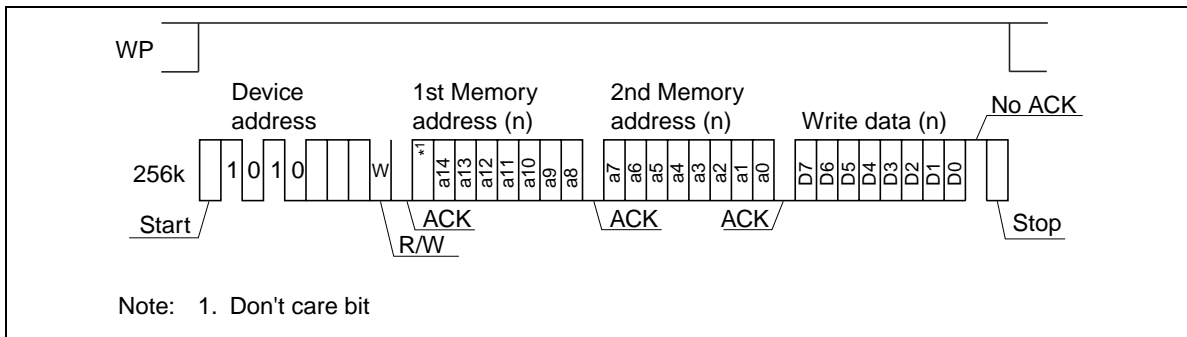 WP
Device address
1st Memory address (n)
2nd Memory address (n)
Write data (n)
No ACK
256k
1 0 1 0
W
*1 a14 a13 a12 a11 a10 a9 a8
a7 a6 a5 a4 a3 a2 a1 a0
D7 D6 D5 D4 D3 D2 D1 D0
Start
R/W
ACK
ACK
ACK
Stop
Note: 1. Don't care bit